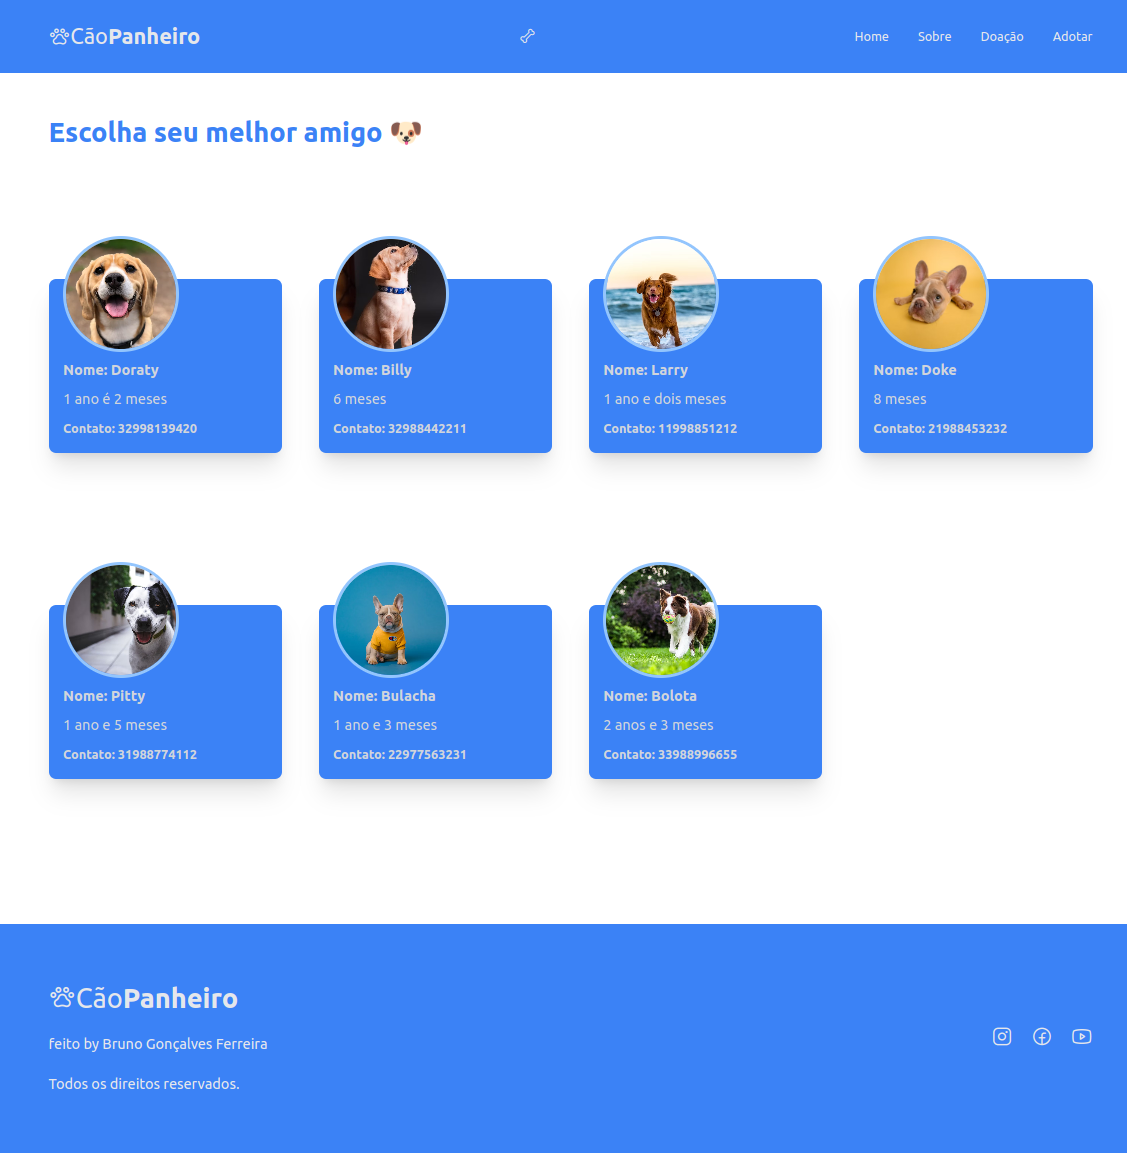 CãoPanheiro
Home Sobre Doação Adotar
Escolha seu melhor amigo 🐶
Nome: Doraty
1 ano é 2 meses
Contato: 32998139420
Nome: Billy
6 meses
Contato: 32988442211
Nome: Larry
1 ano e dois meses
Contato: 11998851212
Nome: Doke
8 meses
Contato: 21988453232
Nome: Pitty
1 ano e 5 meses
Contato: 31988774112
Nome: Bulacha
1 ano e 3 meses
Contato: 22977563231
Nome: Bolota
2 anos e 3 meses
Contato: 33988996655
CãoPanheiro
feito by Bruno Gonçalves Ferreira
Todos os direitos reservados.